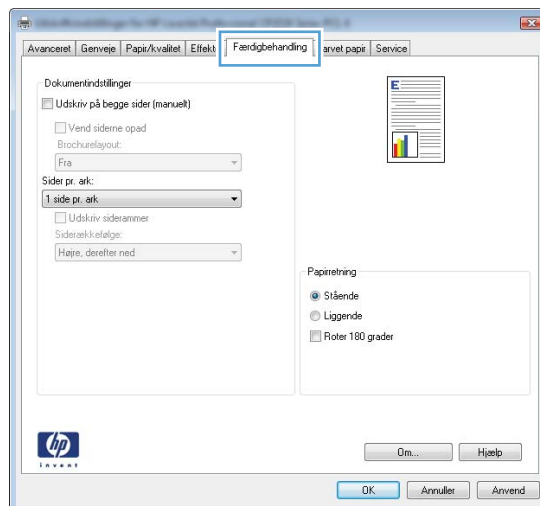 Avanceret Genveje Papir/kvalitet Effekt Færdigbehandling arvet papir Service
Dokumentindstillinger
Udskriv på begge sider (manuelt)
Vend siderne opad
Brochurelayout:
Fra
Sider pr. ark:
1 side pr. ark
Udskriv siderammer
Siderækkefølge:
Højre, derefter ned
E
Papirretning
Stående
Liggende
Roter 180 grader
hp
invent
Om... Hjælp
OK Annuller Anvend